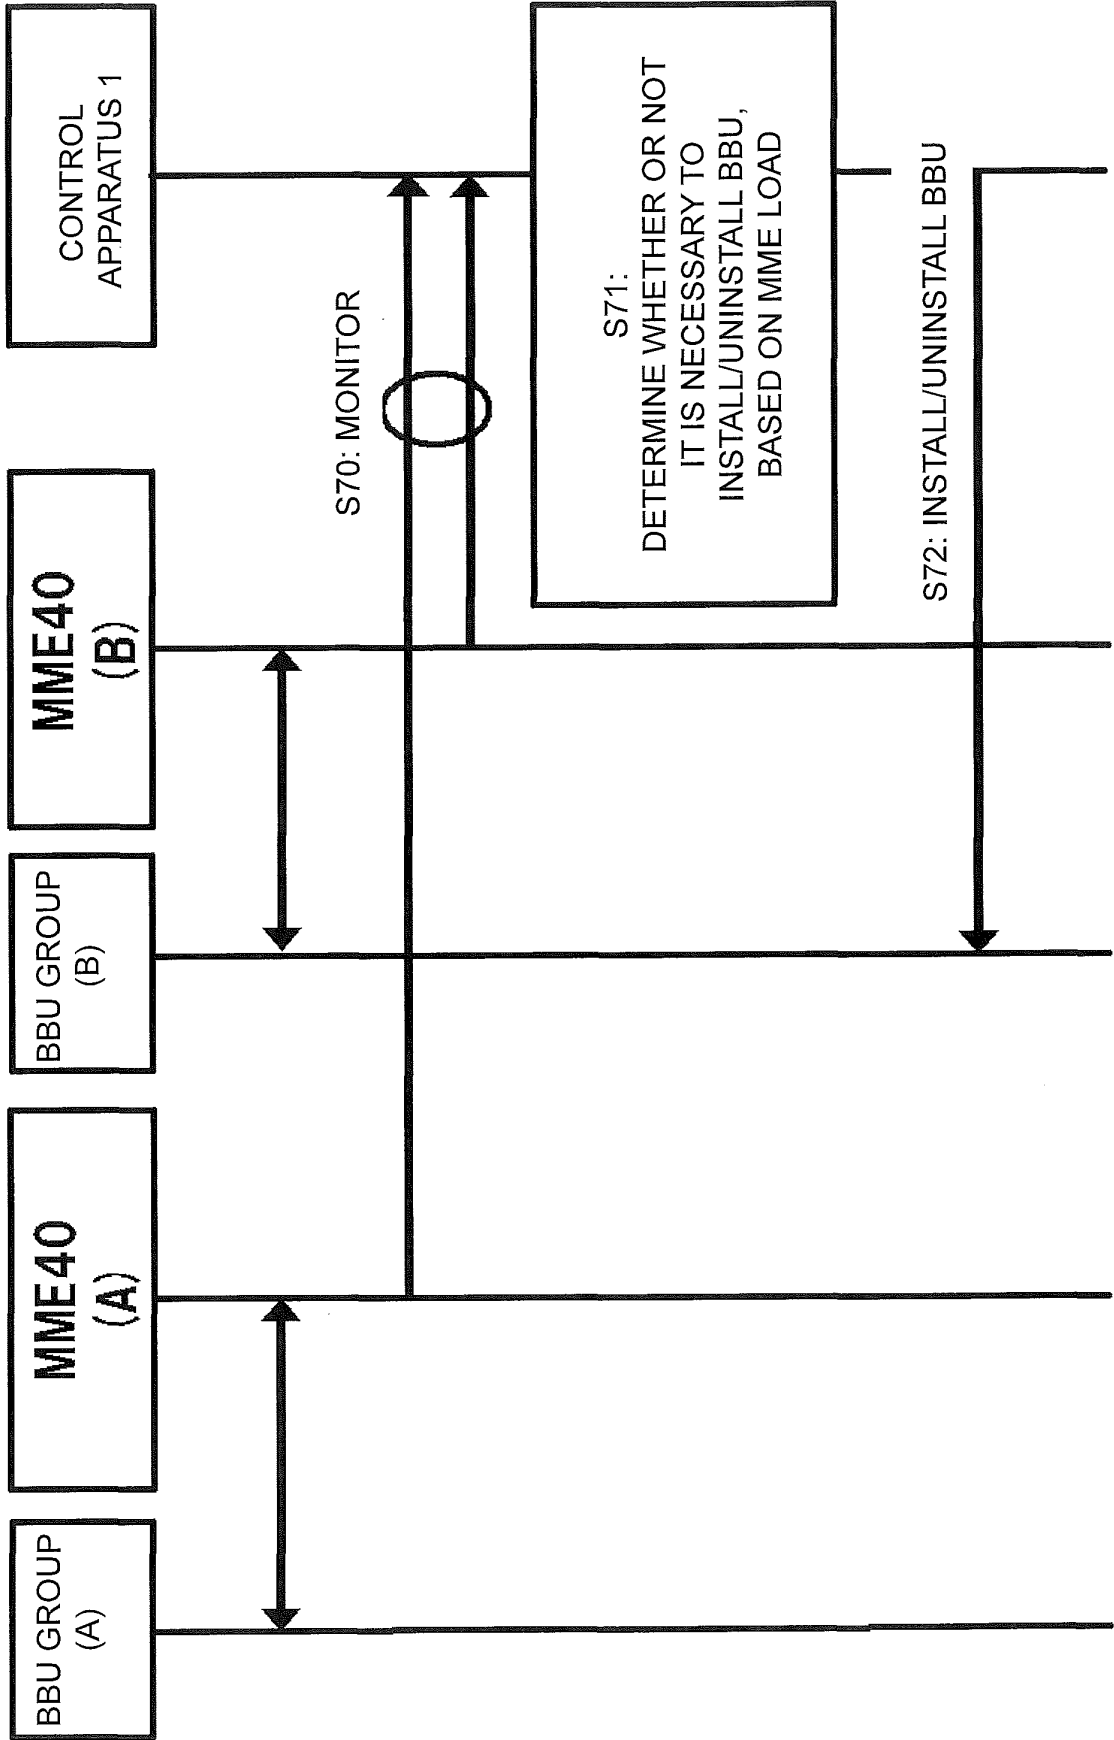 BBU GROUP
(A)
MME40
(A)
BBU GROUP
(B)
MME40
(B)
CONTROL
APPARATUS 1
S70: MONITOR
S71:
DETERMINE WHETHER OR NOT
IT IS NECESSARY TO
INSTALL/UNINSTALL BBU,
BASED ON MME LOAD
S72: INSTALL/UNINSTALL BBU